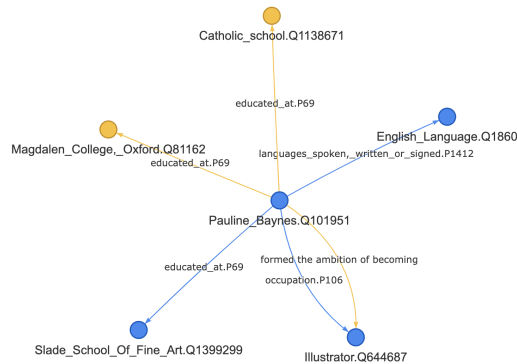 Catholic_school.Q1138671
educated_at.P69
English_Language.Q1860
Magdalen_College,_Oxford.Q81162
languages_spoken,_written_or_signed.P1412
educated_at.P69
Pauline_Baynes.Q101951
formed the ambition of becoming
educated_at.P69
occupation.P106
Slade_School_Of_Fine_Art.Q1399299
Illustrator.Q644687